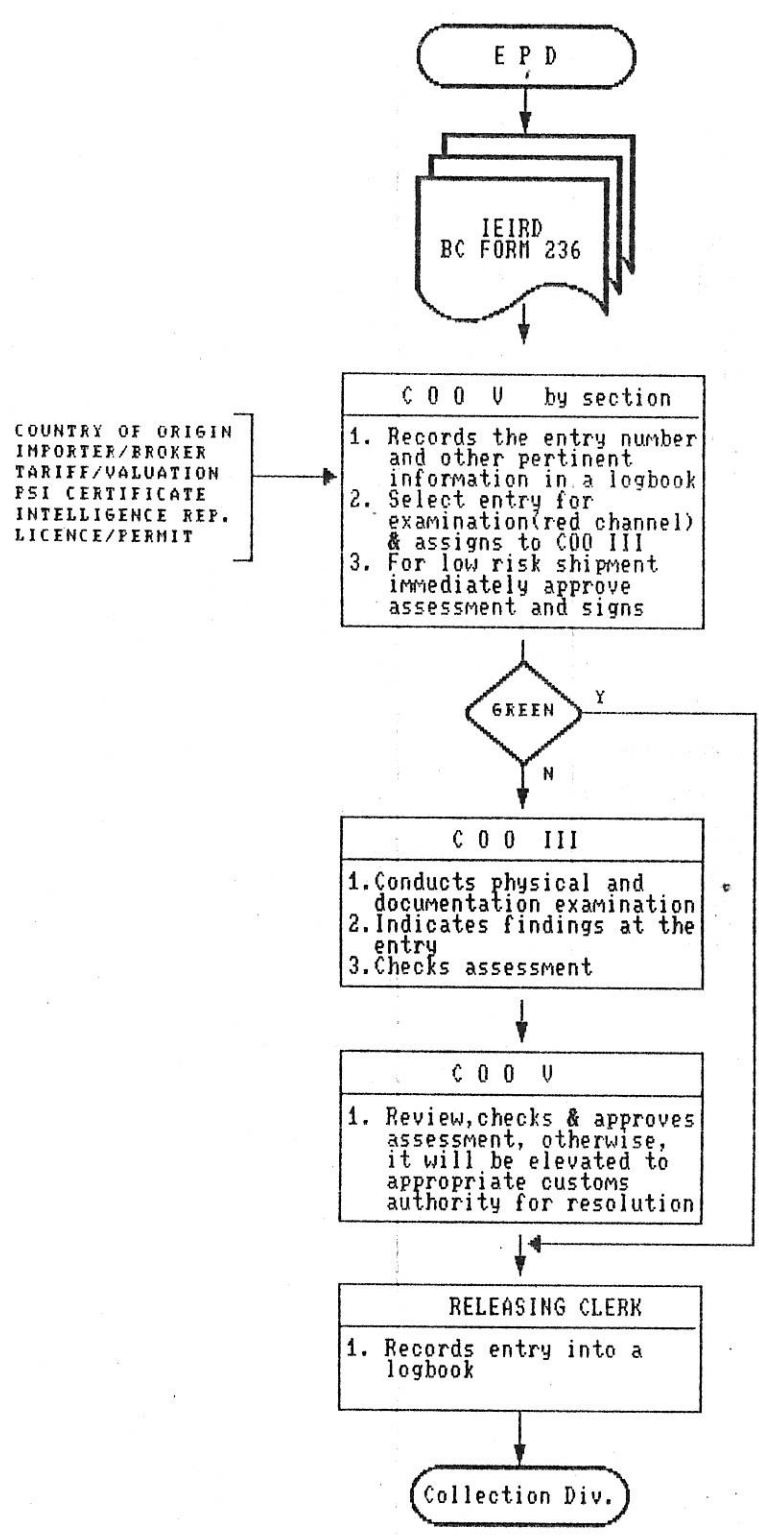 E P D
IEIRD
BC FORM 236
COUNTRY OF ORIGIN
IMPORTER/BROKER
TARIFF/VALUATION
PSI CERTIFICATE
INTELLIGENCE REP.
LICENCE/PERMIT
C O O V by section
1. Records the entry number
and other pertinent
information in a logbook
2. Select entry for
examination(red channel)
& assigns to COO III
3. For low risk shipment
immediately approve
assessment and signs
GREEN
Y
N
C O O III
1.Conducts physical and
documentation examination
2.Indicates findings at the
entry
3.Checks assessment
C O O V
1. Review,checks & approves
assessment, otherwise,
it will be elevated to
appropriate customs
authority for resolution
RELEASING CLERK
1. Records entry into a
logbook
Collection Div.